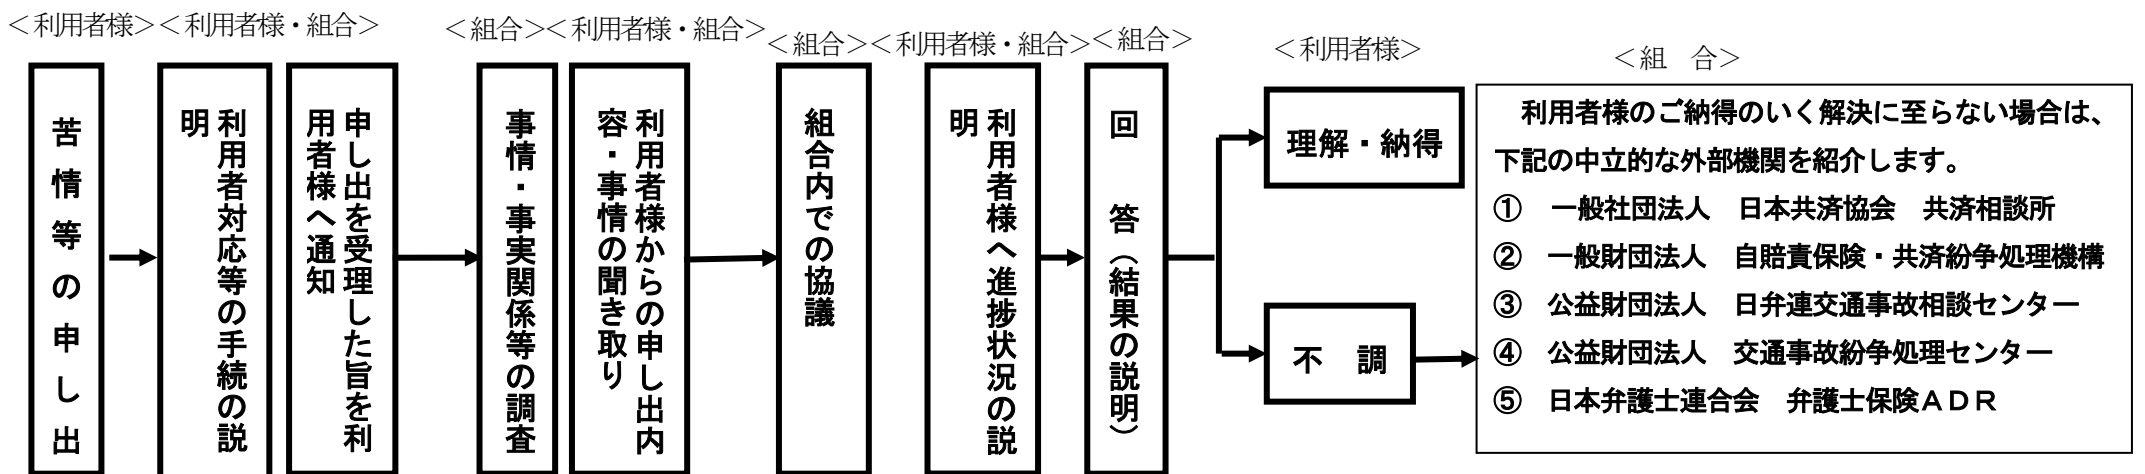 ＜利用者様＞
＜利用者様・組合＞
＜組合＞
＜利用者様・組合＞
＜組合＞
＜利用者様・組合＞
＜組合＞
＜利用者様＞
＜組　合＞
苦情等の申し出
利用者対応等の手続の説
明
申し出を受理した旨を利
用者様へ通知
事情・事実関係等の調査
利用者様からの申し出内
容・事情の聞き取り
組合内での協議
利用者様へ進捗状況の説
明
回　答（結果の説明）
理解・納得
不　調
利用者様のご納得のいく解決に至らない場合は、
下記の中立的な外部機関を紹介します。
①　一般社団法人　日本共済協会　共済相談所
②　一般財団法人　自賠責保険・共済紛争処理機構
③　公益財団法人　日弁連交通事故相談センター
④　公益財団法人　交通事故紛争処理センター
⑤　日本弁護士連合会　弁護士保険ＡＤＲ